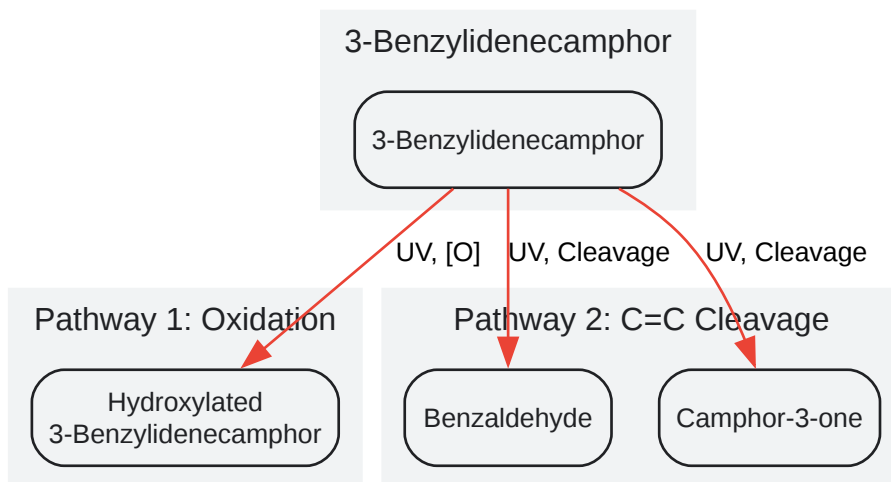 3-Benzylidenecamphor
3-Benzylidenecamphor
UV, [O]
UV, Cleavage
UV, Cleavage
Pathway 1: Oxidation
Pathway 2: C=C Cleavage
Hydroxylated
3-Benzylidenecamphor
Benzaldehyde
Camphor-3-one